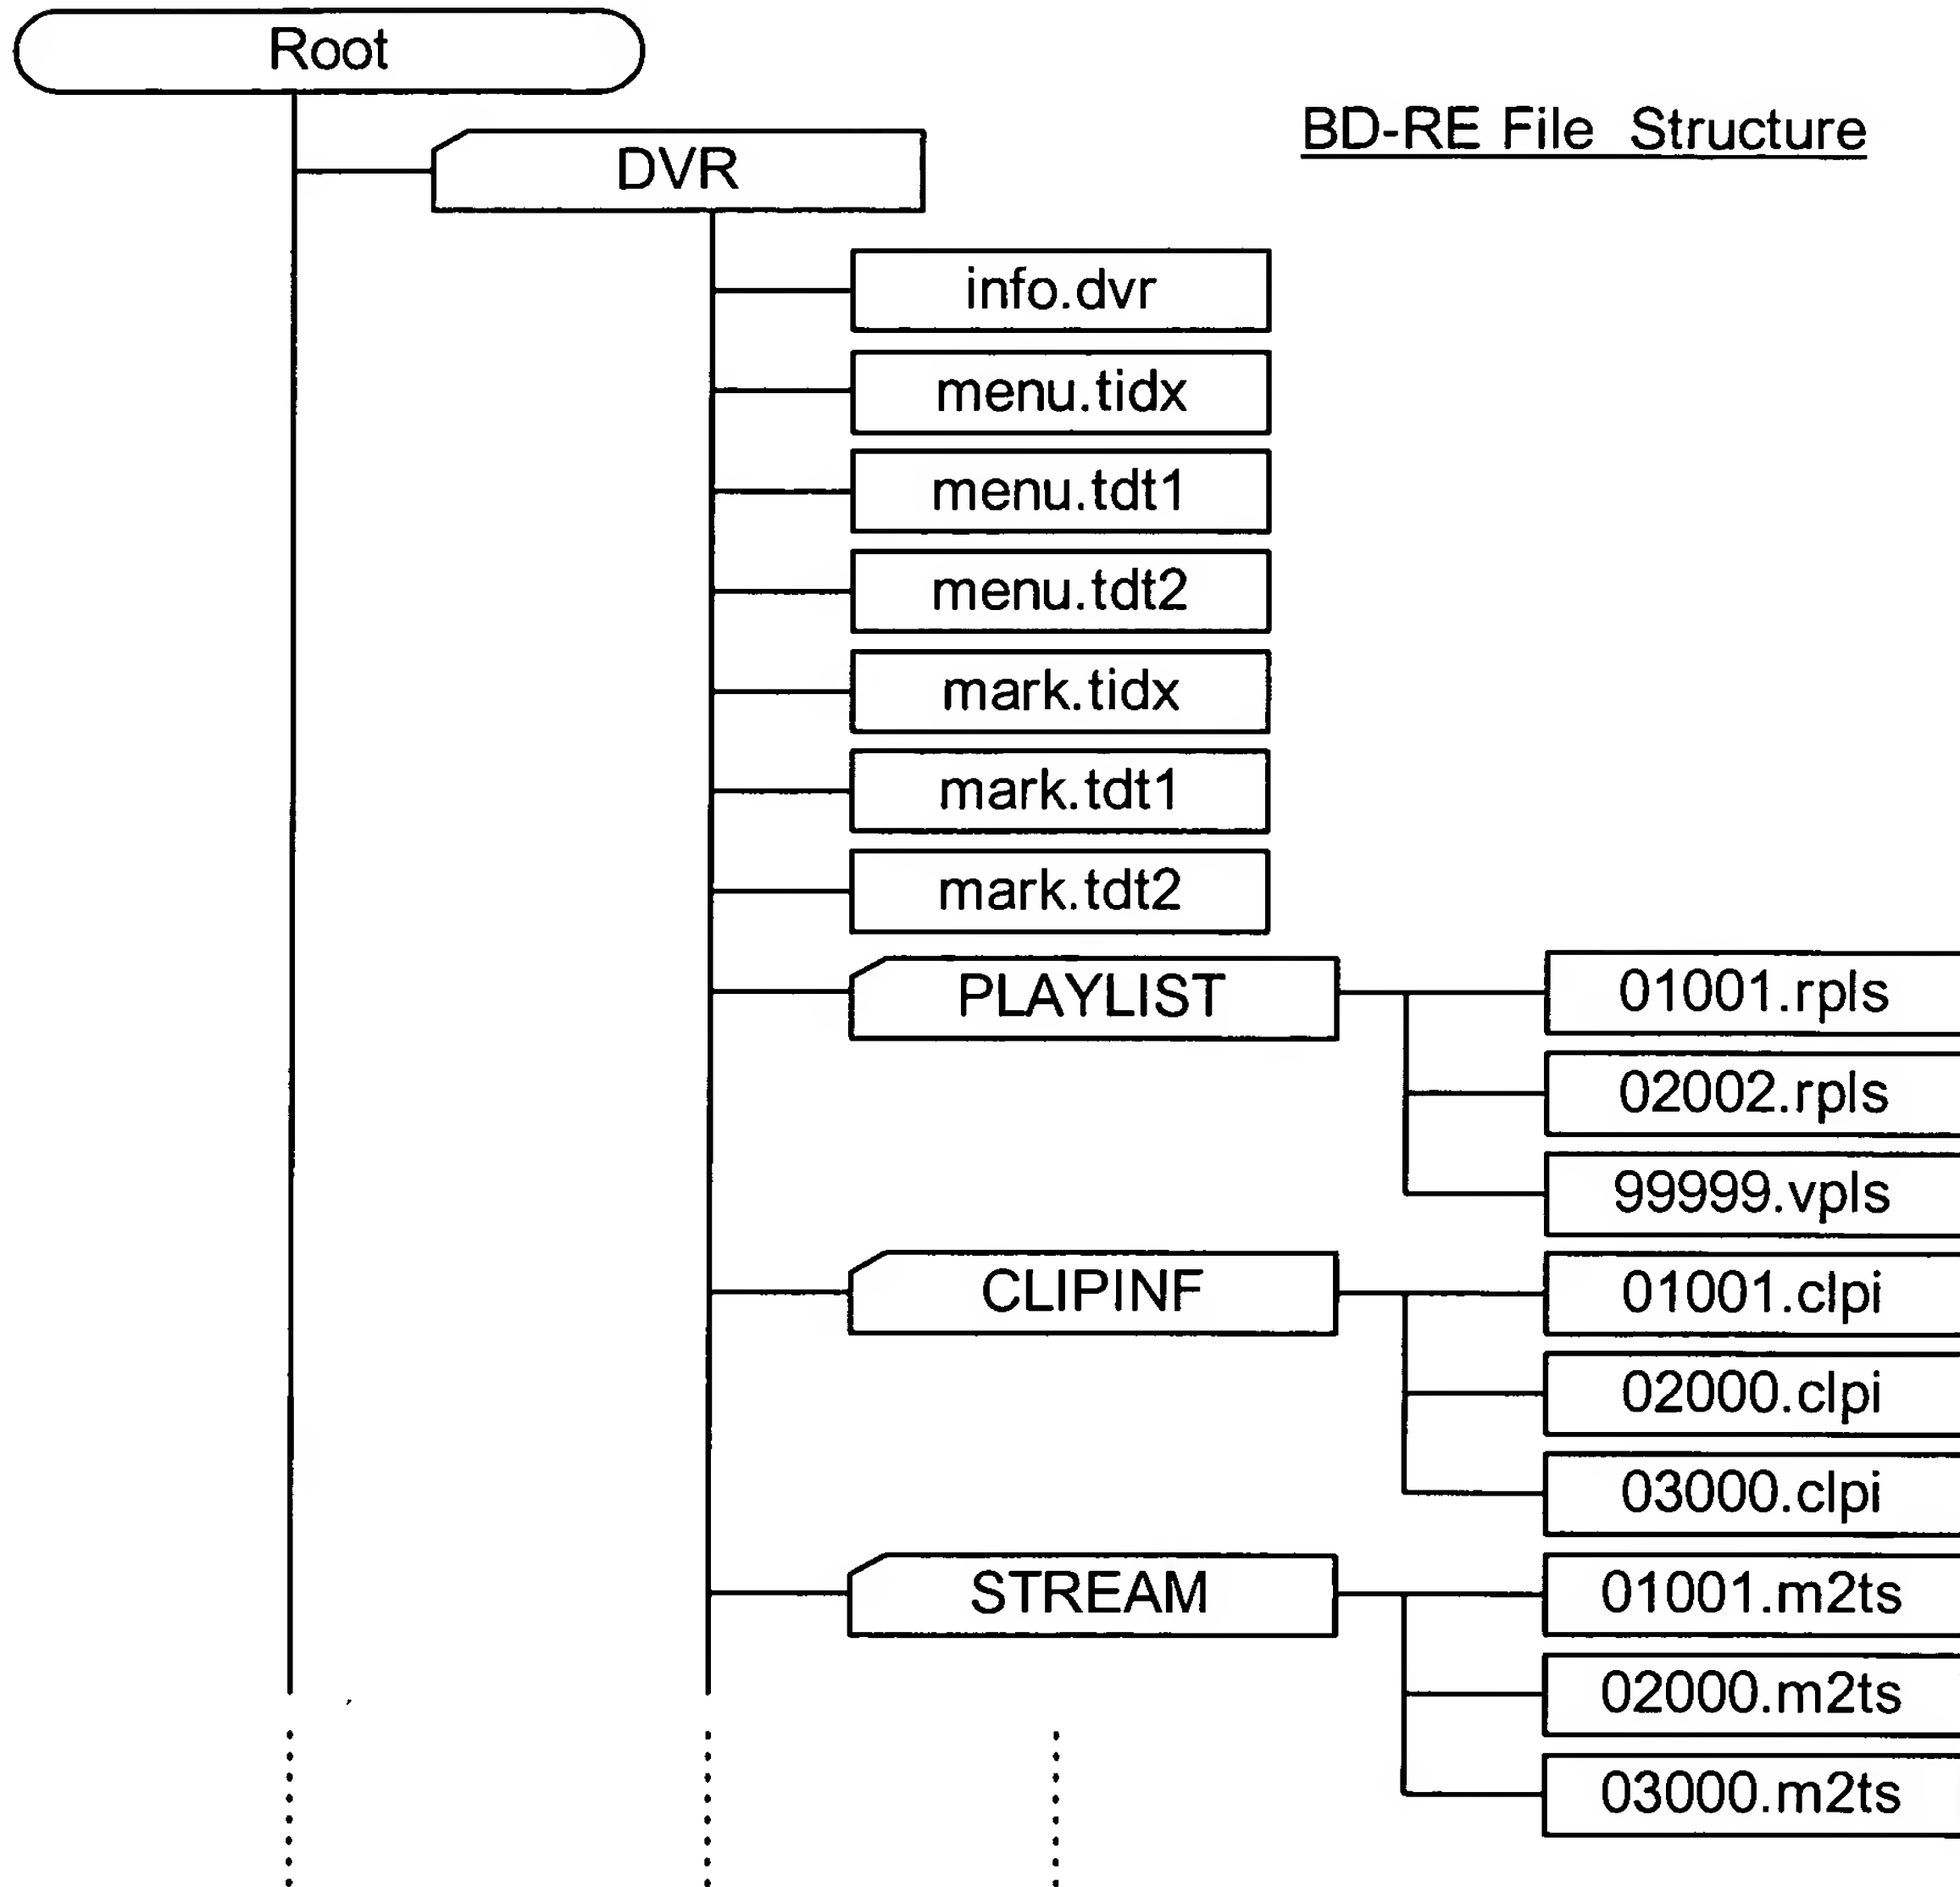 Root
BD-RE File Structure
DVR
info.dvr
menu.tidx
menu.tdt1
menu.tdt2
mark.tidx
mark.tdt1
mark.tdt2
PLAYLIST
01001.rpls
02002.rpls
99999.vpls
CLIPINF
01001.clpi
02000.clpi
03000.clpi
STREAM
01001.m2ts
02000.m2ts
03000.m2ts